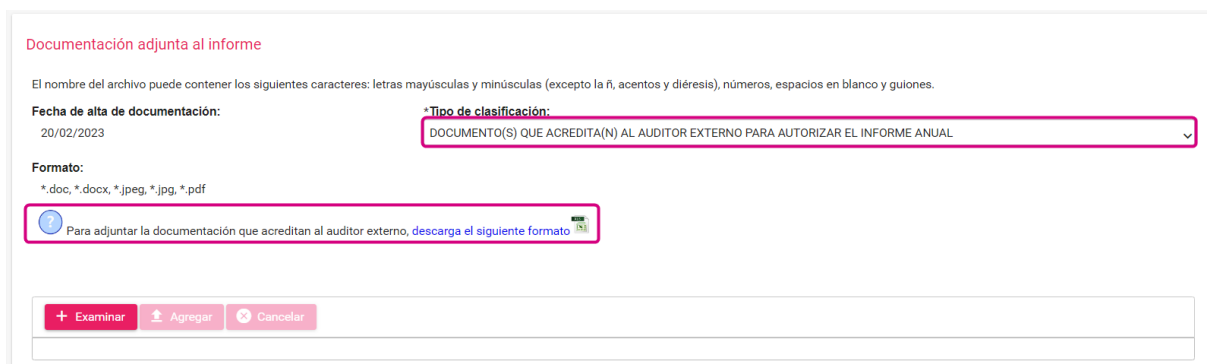 Documentación adjunta al informe
El nombre del archivo puede contener los siguientes caracteres: letras mayúsculas y minúsculas (excepto la ñ, acentos y diéresis), números, espacios en blanco y guiones.
Fecha de alta de documentación: *Tipo de clasificación:
20/02/2023 DOCUMENTO(S) QUE ACREDITA(N) AL AUDITOR EXTERNO PARA AUTORIZAR EL INFORME ANUAL
Formato:
*.doc, *.docx, *.jpeg, *.jpg, *.pdf
? Para adjuntar la documentación que acreditan al auditor externo, descarga el siguiente formato
+ Examinar Agregar Cancelar